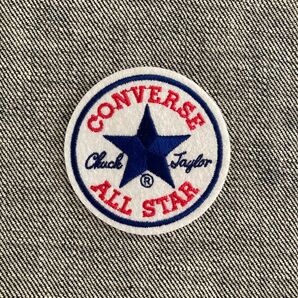 CONVERSE
Chuck Taylor
®
ALL STAR